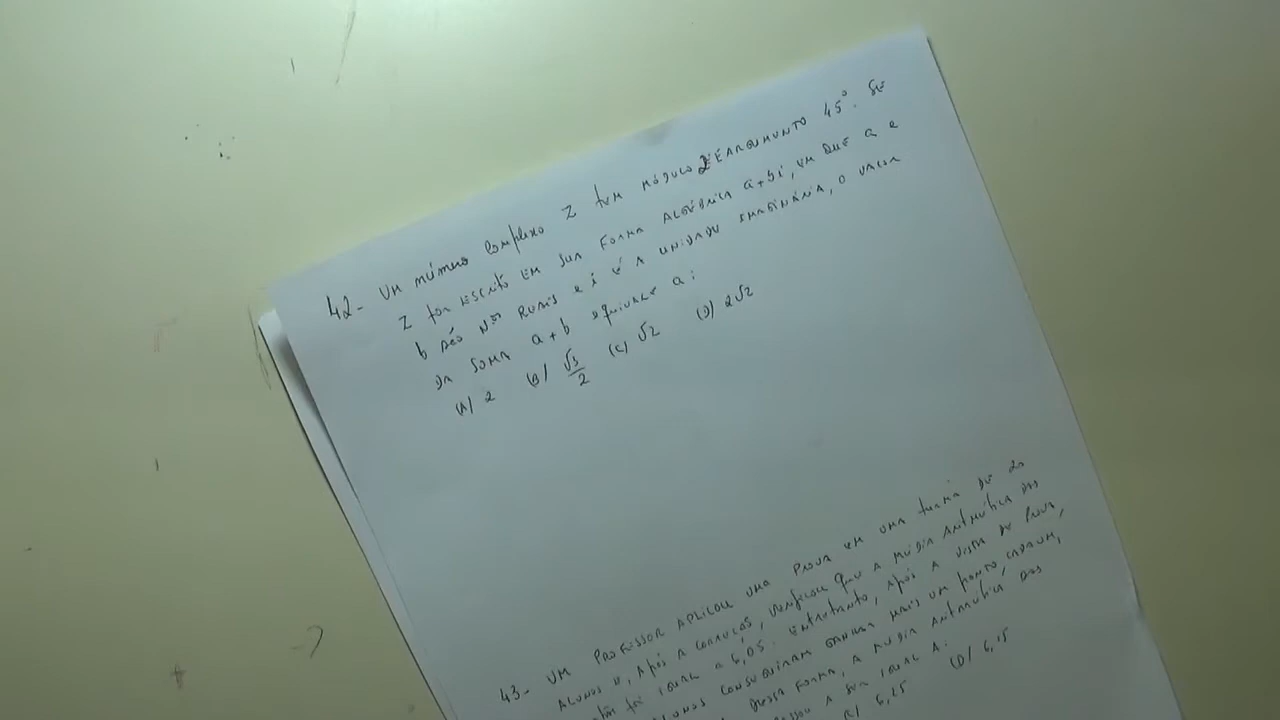 42- Um número complexo Z tem módulo 2 e argumento 45°. Se
Z for escrito em sua forma algébrica a+bi, em que a e
b são Nos Reais e i é a unidade imaginária, o valor
da soma a+b equivale a:
(A) 2 (B) √3/2 (C) √2 (D) 2√2
43- Um professor aplicou uma prova em uma turma de 20
alunos e, após a correção, verificou que a média aritmética das
foi igual a 6,05. Entretanto, após a vista de prova,
alunos conseguiram ganhar mais um ponto, cada um,
dessa forma, a média aritmética das
a ser igual a:
(C) 6,25 (D) 6,15